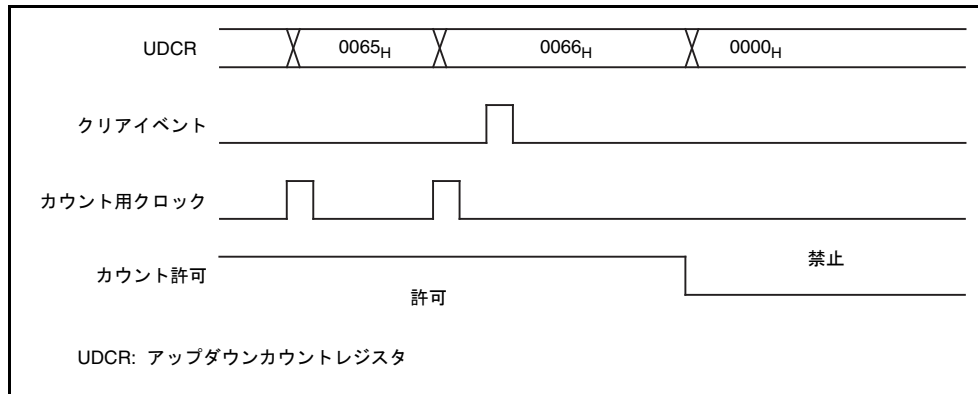 UDCR 0065H 0066H 0000H
クリアイベント
カウント用クロック
カウント許可 許可 禁止
UDCR: アップダウンカウントレジスタ